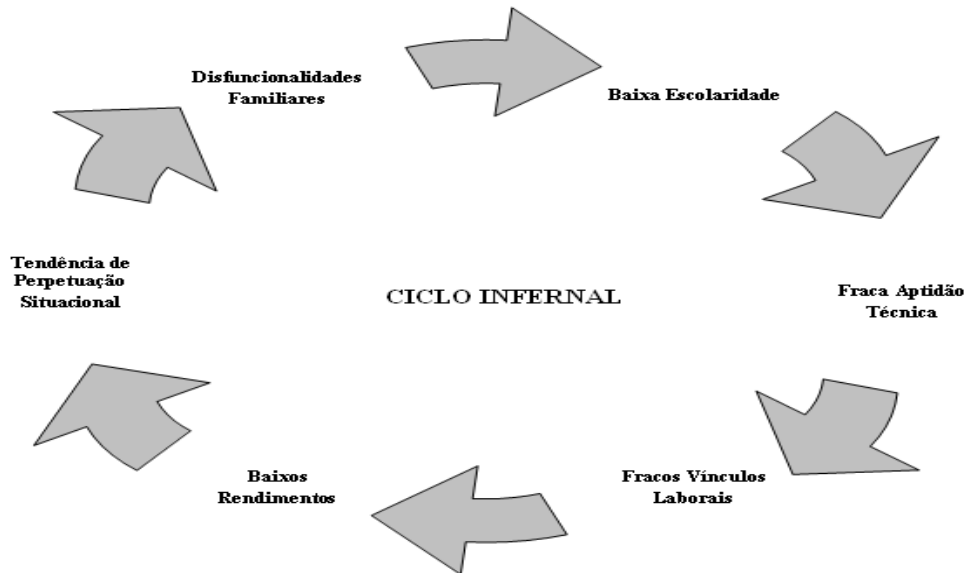 Disfuncionalidades
Familiares
Baixa Escolaridade
Fraca Aptidão
Técnica
Fracos Vínculos
Laborais
Baixos
Rendimentos
Tendência de
Perpetuação
Situacional
CICLO INFERNAL